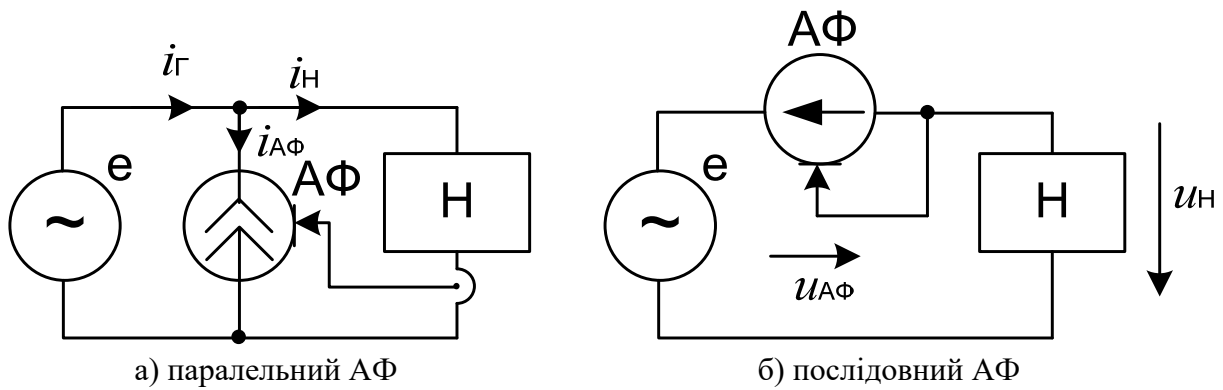 АФ
iГ
iН
iАФ
e
АФ
Н
e
Н
uН
~
~
uАФ
а) паралельний АФ
б) послідовний АФ